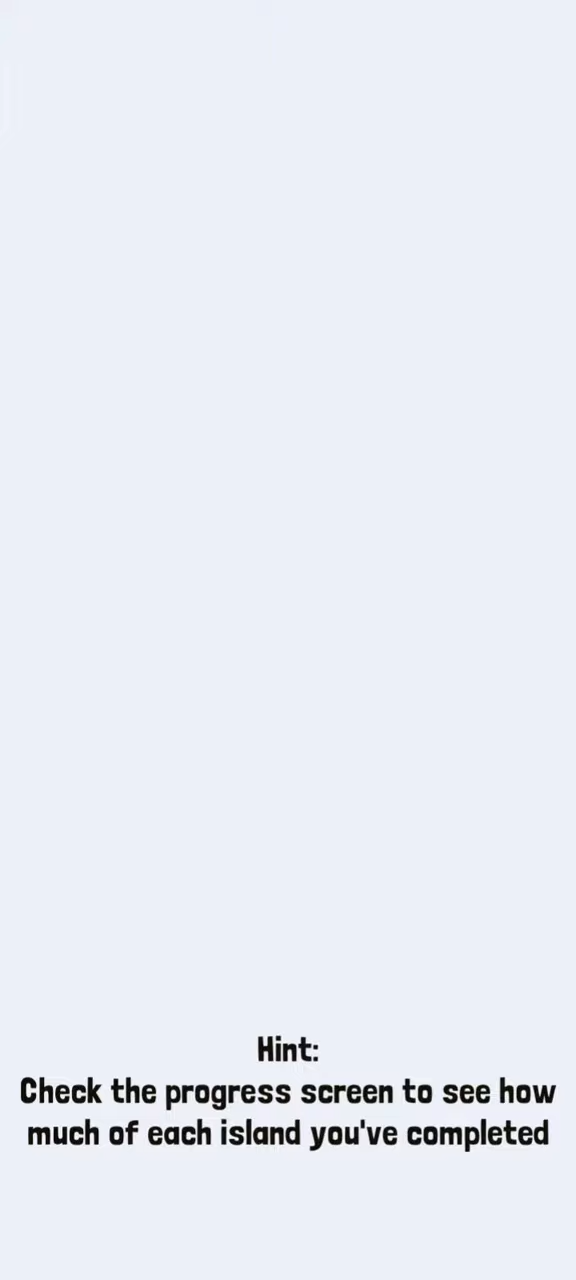 Hint:
Check the progress screen to see how
much of each island you've completed